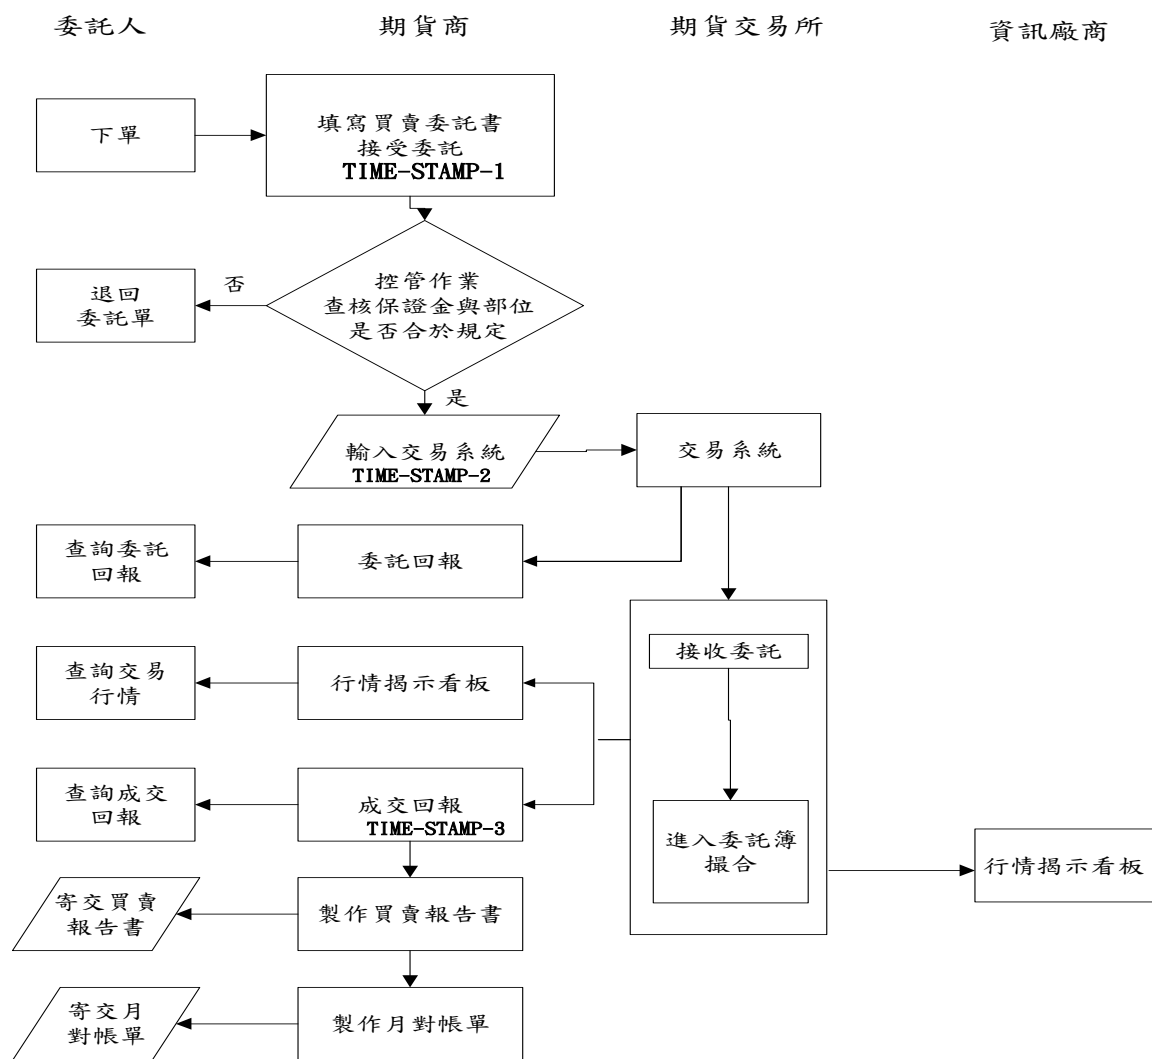 委託人
期貨商
期貨交易所
資訊廠商
下單
填寫買賣委託書
接受委託
TIME-STAMP-1
控管作業
查核保證金與部位
是否合於規定
否
退回
委託單
是
輸入交易系統
TIME-STAMP-2
交易系統
查詢委託
回報
委託回報
接收委託
查詢交易
行情
行情揭示看板
查詢成交
回報
成交回報
TIME-STAMP-3
進入委託簿
撮合
行情揭示看板
寄交買賣
報告書
製作買賣報告書
寄交月
對帳單
製作月對帳單